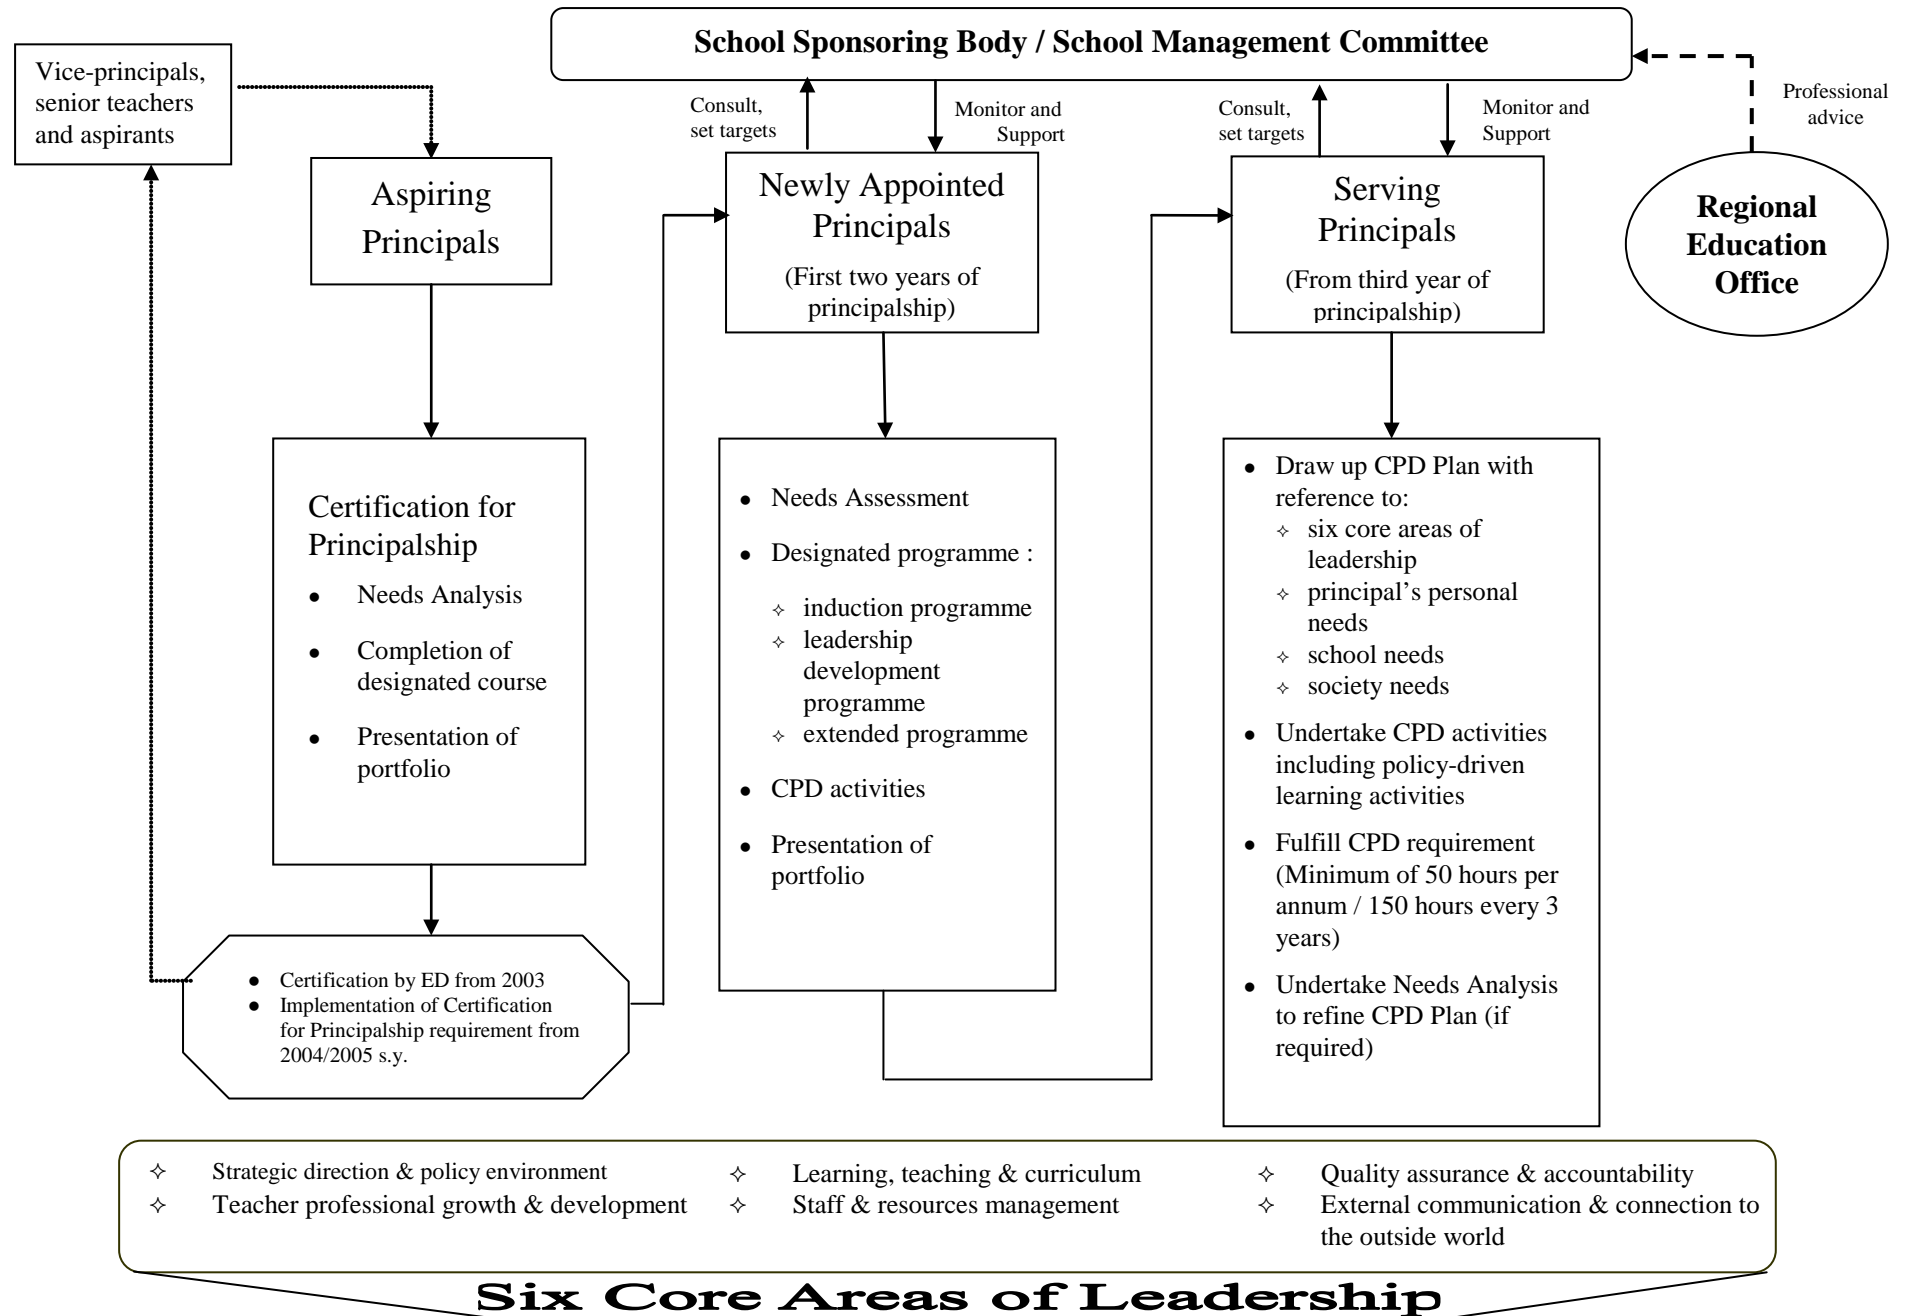 School Sponsoring Body / School Management Committee
Vice-principals,
senior teachers
and aspirants
Consult,
set targets
Monitor and
Support
Consult,
set targets
Monitor and
Support
Professional
advice
Aspiring
Principals
Newly Appointed
Principals
(First two years of
principalship)
Serving
Principals
(From third year of
principalship)
Regional
Education
Office
Certification for
Principalship
● Needs Analysis
● Completion of
designated course
● Presentation of
portfolio
● Needs Assessment
● Designated programme :
✧ induction programme
✧ leadership
development
programme
✧ extended programme
● CPD activities
● Presentation of
portfolio
● Draw up CPD Plan with
reference to:
✧ six core areas of
leadership
✧ principal’s personal
needs
✧ school needs
✧ society needs
● Undertake CPD activities
including policy-driven
learning activities
● Fulfill CPD requirement
(Minimum of 50 hours per
annum / 150 hours every 3
years)
● Undertake Needs Analysis
to refine CPD Plan (if
required)
● Certification by ED from 2003
● Implementation of Certification
for Principalship requirement from
2004/2005 s.y.
✧ Strategic direction & policy environment
✧ Teacher professional growth & development
✧ Learning, teaching & curriculum
✧ Staff & resources management
✧ Quality assurance & accountability
✧ External communication & connection to
the outside world
Six Core Areas of Leadership